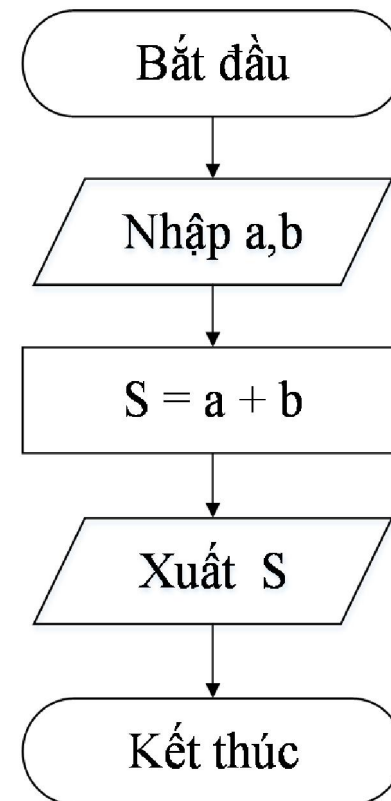 Bắt đầu
Nhập a,b
S = a + b
Xuất S
Kết thúc